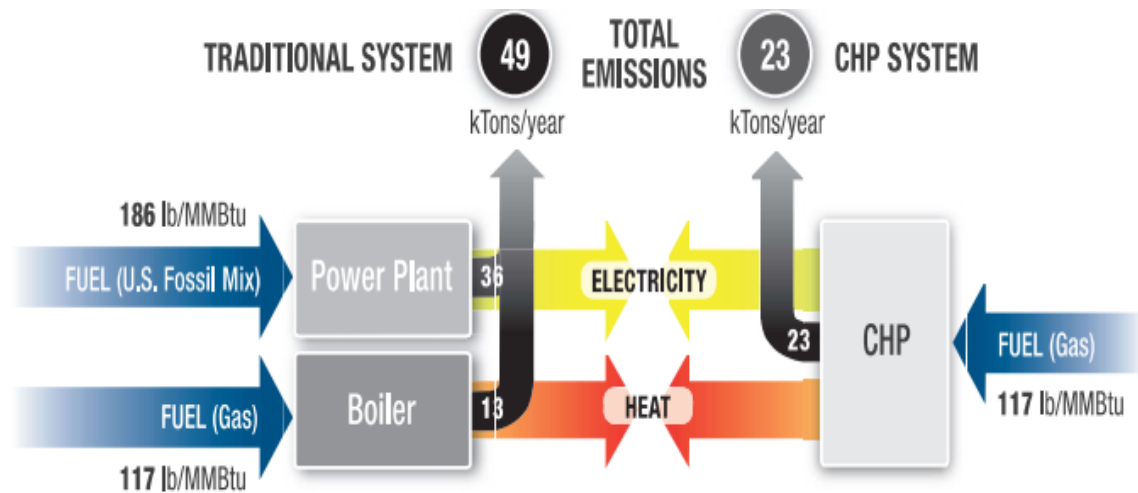 TRADITIONAL SYSTEM
49
kTons/year
TOTAL
EMISSIONS
23
kTons/year
CHP SYSTEM
186 lb/MMBtu
FUEL (U.S. Fossil Mix)
Power Plant
36
ELECTRICITY
FUEL (Gas)
117 lb/MMBtu
Boiler
13
HEAT
23
CHP
FUEL (Gas)
117 lb/MMBtu